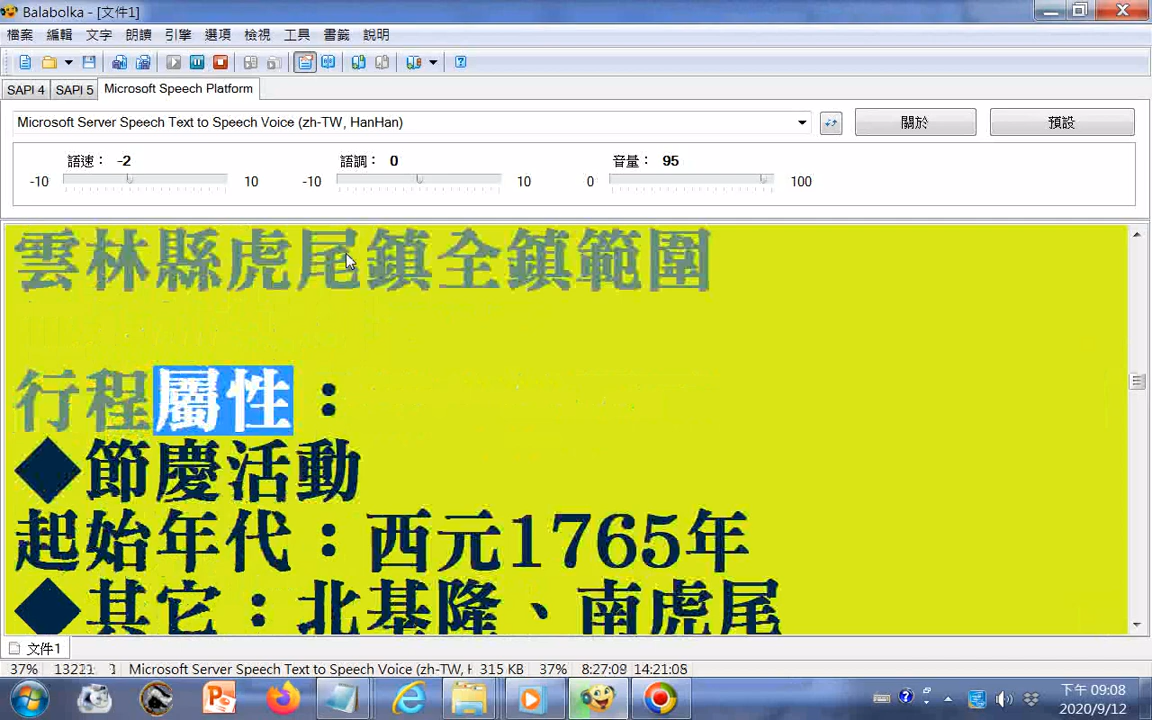 Balabolka - [文件1]
檔案 編輯 文字 朗讀 引擎 選項 檢視 工具 書籤 說明
SAPI 4 SAPI 5 Microsoft Speech Platform
Microsoft Server Speech Text to Speech Voice (zh-TW, HanHan) 關於 預設
語速： -2 語調： 0 音量： 95
-10 10 -10 10 0 100
雲林縣虎尾鎮全鎮範圍
行程屬性：
◆節慶活動
起始年代：西元1765年
◆其它：北基隆、南虎尾
文件1
37% 13221 Microsoft Server Speech Text to Speech Voice (zh-TW, H 315 KB 37% 8:27:09 14:21:08
下午 09:08
2020/9/12